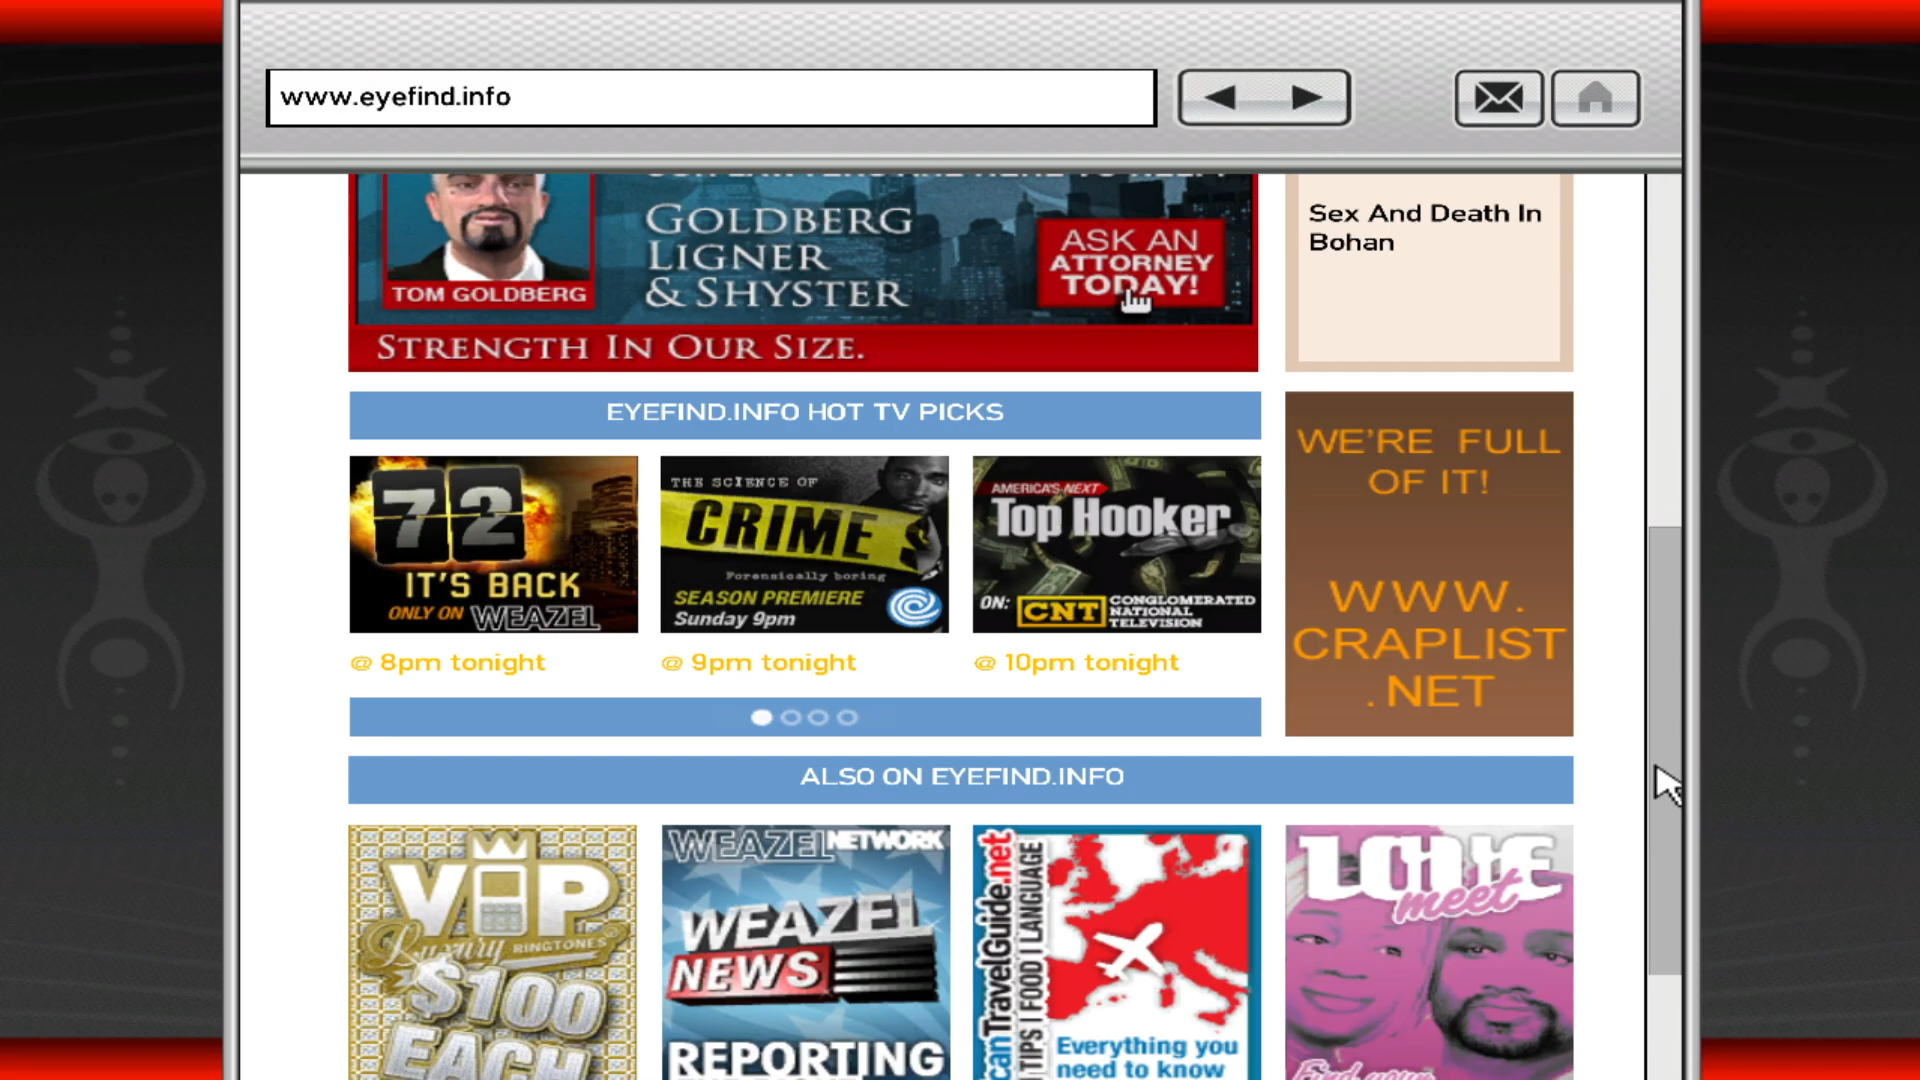 www.eyefind.info
GOLDBERG
LIGNER
& SHYSTER
ASK AN
ATTORNEY
TODAY!
TOM GOLDBERG
STRENGTH IN OUR SIZE.
Sex And Death In
Bohan
EYEFIND.INFO HOT TV PICKS
72
IT'S BACK
ONLY ON WEAZEL
THE SCIENCE OF
CRIME
Forensically boring
SEASON PREMIERE
Sunday 9pm
AMERICA'S NEXT
Top Hooker
ON: CNT CONGLOMERATED
NATIONAL
TELEVISION
@ 8pm tonight
@ 9pm tonight
@ 10pm tonight
WE'RE FULL
OF IT!
WWW.
CRAPLIST
.NET
ALSO ON EYEFIND.INFO
VIP
Luxury RINGTONES
$100
EACH
WEAZEL NETWORK
WEAZEL
NEWS
REPORTING
canTravelGuide.net
TIPS | FOOD | LANGUAGE
Everything you
need to know
LOVE
meet
Find your